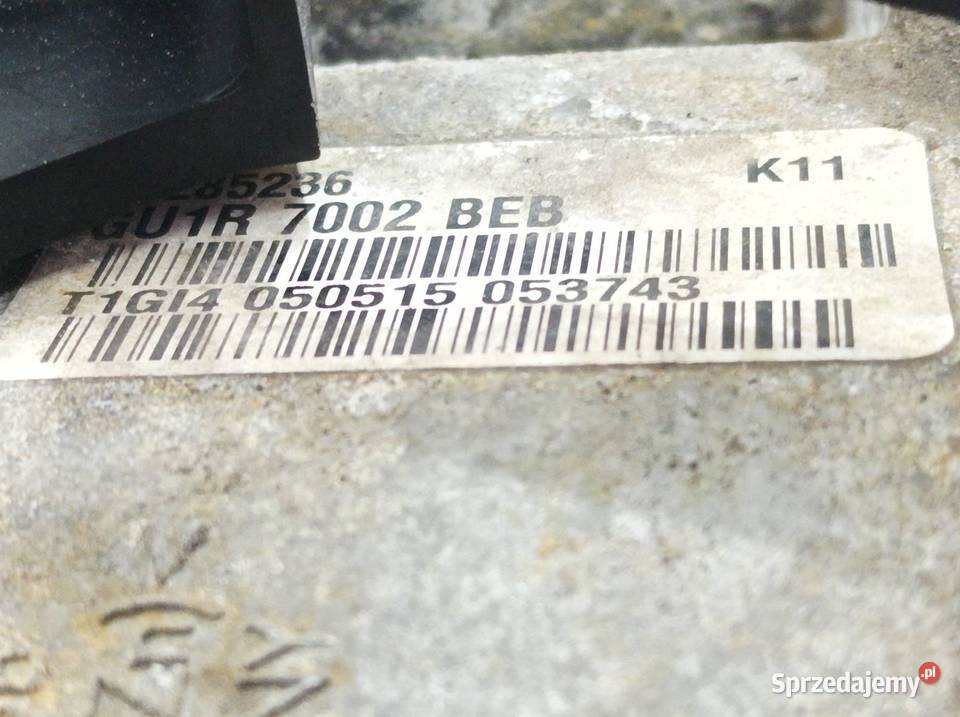 285236 K11
GU1R 7002 BEB
T1GI4 050515 053743
Sprzedajemy.pl